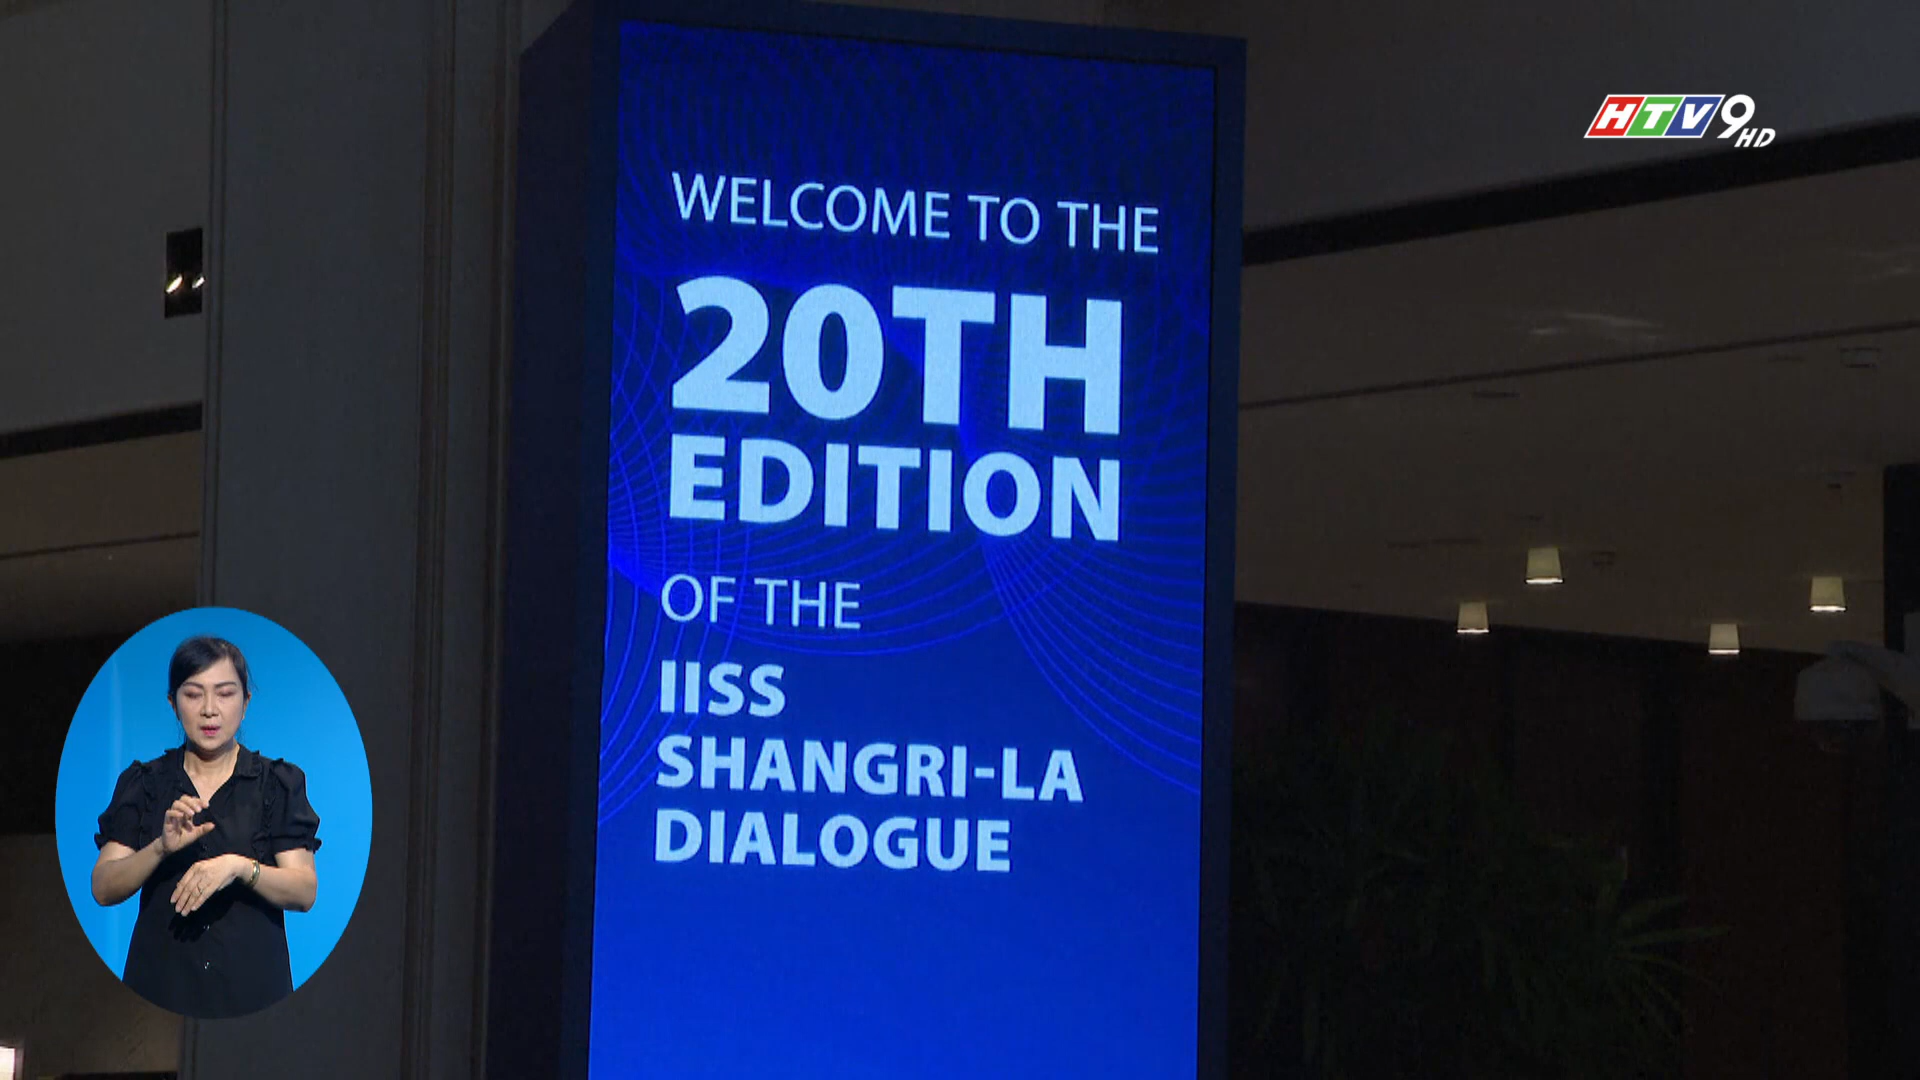 HTV9 HD
WELCOME TO THE
20TH
EDITION
OF THE
IISS
SHANGRI-LA
DIALOGUE